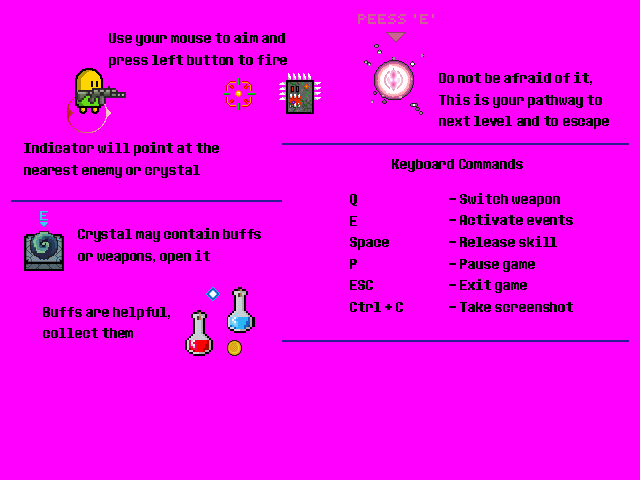 Use your mouse to aim and
press left button to fire
PEESS 'E'
Do not be afraid of it,
This is your pathway to
next level and to escape
Indicator will point at the
nearest enemy or crystal
Keyboard Commands
Q - Switch weapon
E - Activate events
Space - Release skill
P - Pause game
ESC - Exit game
Ctrl + C - Take screenshot
E
Crystal may contain buffs
or weapons, open it
Buffs are helpful,
collect them